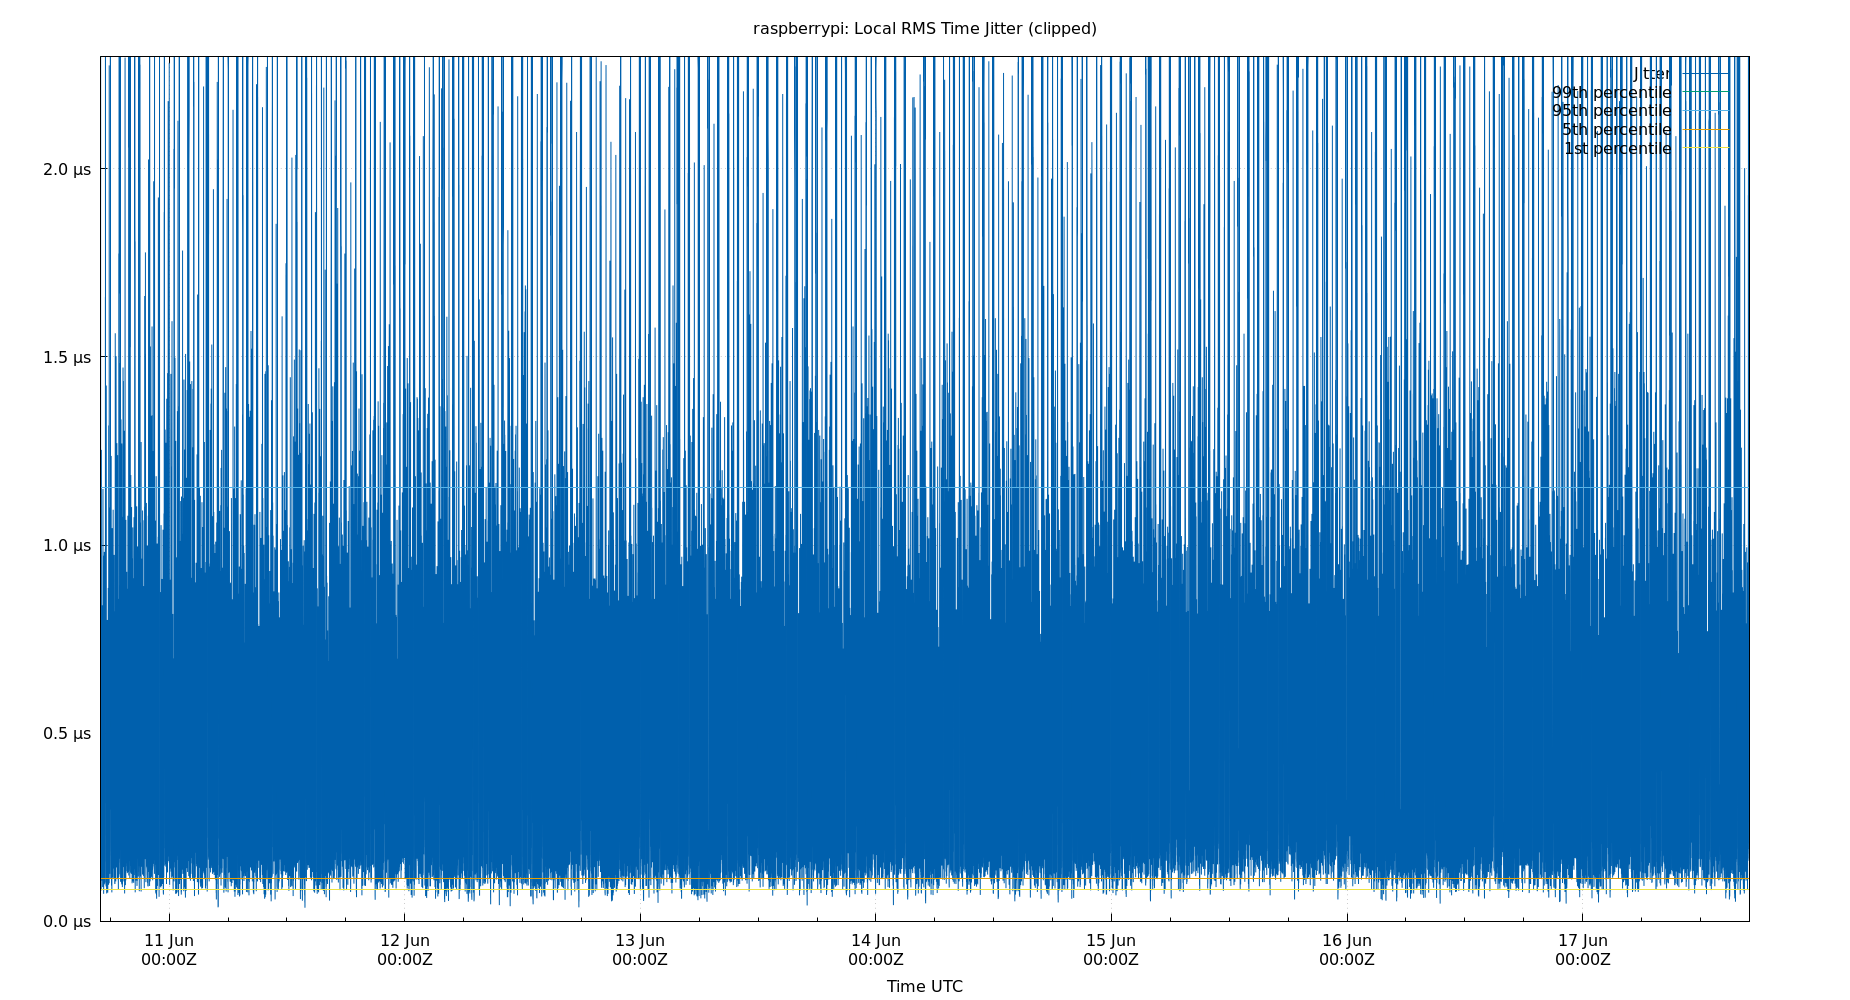 raspberrypi: Local RMS Time Jitter (clipped)
Jitter
99th percentile
95th percentile
5th percentile
1st percentile
2.0 µs
1.5 µs
1.0 µs
0.5 µs
0.0 µs
11 Jun 12 Jun 13 Jun 14 Jun 15 Jun 16 Jun 17 Jun
00:00Z 00:00Z 00:00Z 00:00Z 00:00Z 00:00Z 00:00Z
Time UTC